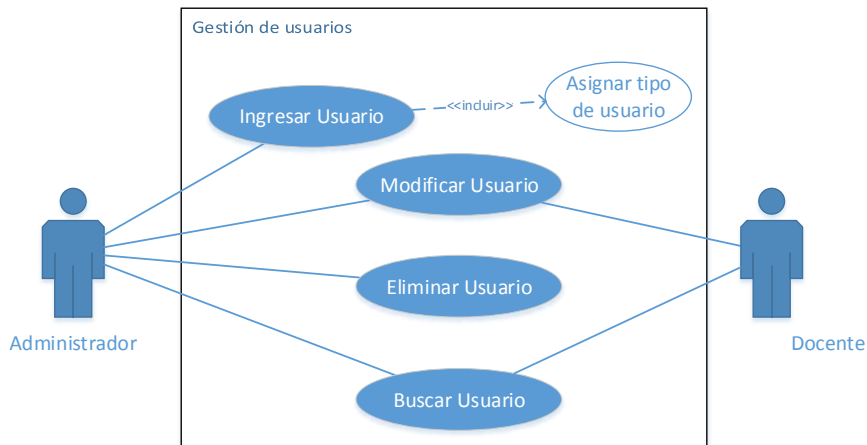 Gestión de usuarios
Asignar tipo
de usuario
Ingresar Usuario
<<incluir>>
Modificar Usuario
Eliminar Usuario
Administrador
Docente
Buscar Usuario